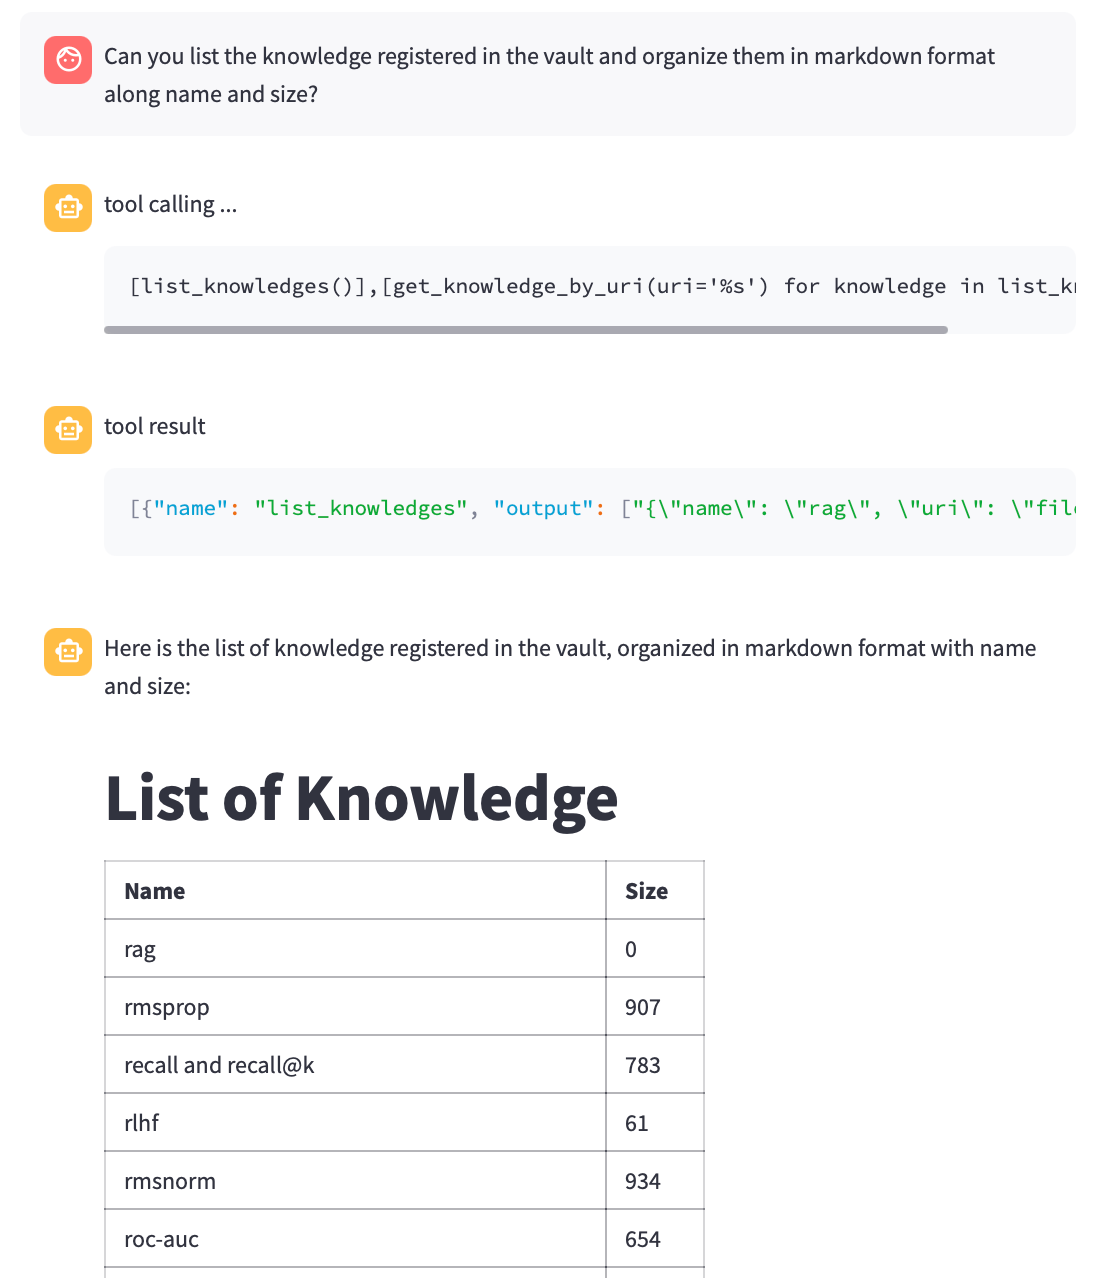 Can you list the knowledge registered in the vault and organize them in markdown format
along name and size?
tool calling ...
[list_knowledges()],[get_knowledge_by_uri(uri='%s') for knowledge in list_k
tool result
[{"name": "list_knowledges", "output": ["{\"name\": \"rag\", \"uri\": \"fil
Here is the list of knowledge registered in the vault, organized in markdown format with name
and size:
List of Knowledge
Name Size
rag 0
rmsprop 907
recall and recall@k 783
rlhf 61
rmsnorm 934
roc-auc 654